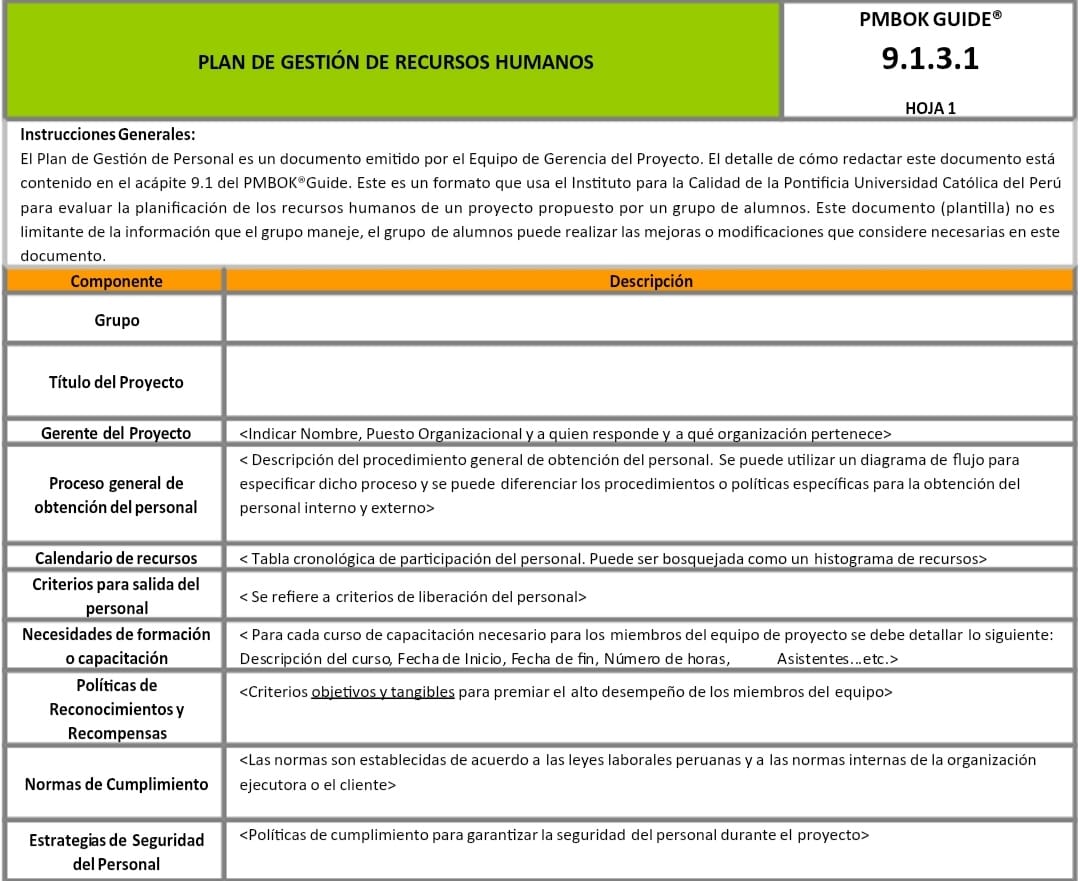 PLAN DE GESTIÓN DE RECURSOS HUMANOS
PMBOK GUIDE®
9.1.3.1
HOJA 1
Instrucciones Generales:
El Plan de Gestión de Personal es un documento emitido por el Equipo de Gerencia del Proyecto. El detalle de cómo redactar este documento está
contenido en el acápite 9.1 del PMBOK®Guide. Este es un formato que usa el Instituto para la Calidad de la Pontificia Universidad Católica del Perú
para evaluar la planificación de los recursos humanos de un proyecto propuesto por un grupo de alumnos. Este documento (plantilla) no es
limitante de la información que el grupo maneje, el grupo de alumnos puede realizar las mejoras o modificaciones que considere necesarias en este
documento.
Componente
Descripción
Grupo
Título del Proyecto
Gerente del Proyecto
<Indicar Nombre, Puesto Organizacional y a quien responde y a qué organización pertenece>
Proceso general de
obtención del personal
< Descripción del procedimiento general de obtención del personal. Se puede utilizar un diagrama de flujo para
especificar dicho proceso y se puede diferenciar los procedimientos o políticas específicas para la obtención del
personal interno y externo>
Calendario de recursos
< Tabla cronológica de participación del personal. Puede ser bosquejada como un histograma de recursos>
Criterios para salida del
personal
< Se refiere a criterios de liberación del personal>
Necesidades de formación
o capacitación
< Para cada curso de capacitación necesario para los miembros del equipo de proyecto se debe detallar lo siguiente:
Descripción del curso, Fecha de Inicio, Fecha de fin, Número de horas, Asistentes...etc.>
Políticas de
Reconocimientos y
Recompensas
<Criterios objetivos y tangibles para premiar el alto desempeño de los miembros del equipo>
Normas de Cumplimiento
<Las normas son establecidas de acuerdo a las leyes laborales peruanas y a las normas internas de la organización
ejecutora o el cliente>
Estrategias de Seguridad
del Personal
<Políticas de cumplimiento para garantizar la seguridad del personal durante el proyecto>